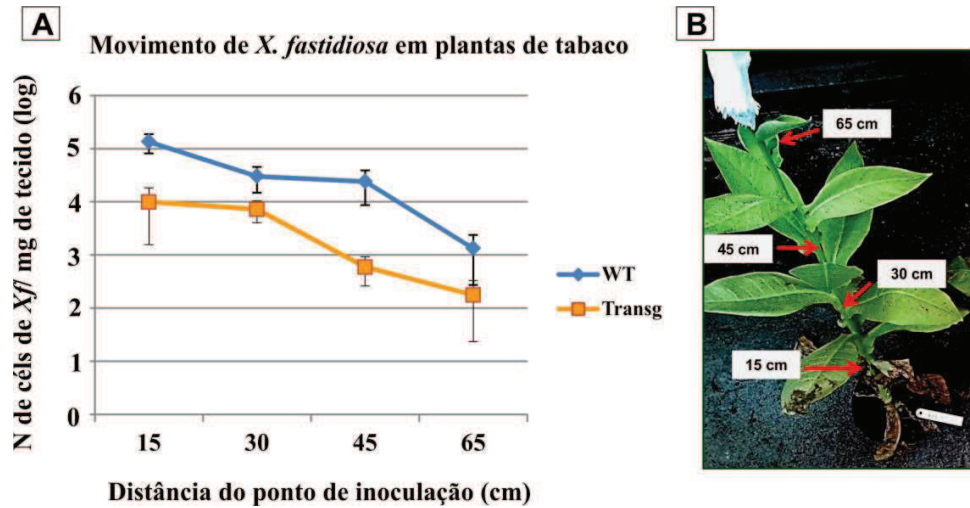 A
Movimento de X. fastidiosa em plantas de tabaco
N de céls de Xf/ mg de tecido (log)
6
5
4
3
2
1
0
15 30 45 65
Distância do ponto de inoculação (cm)
WT
Transg
B
65 cm
45 cm
30 cm
15 cm